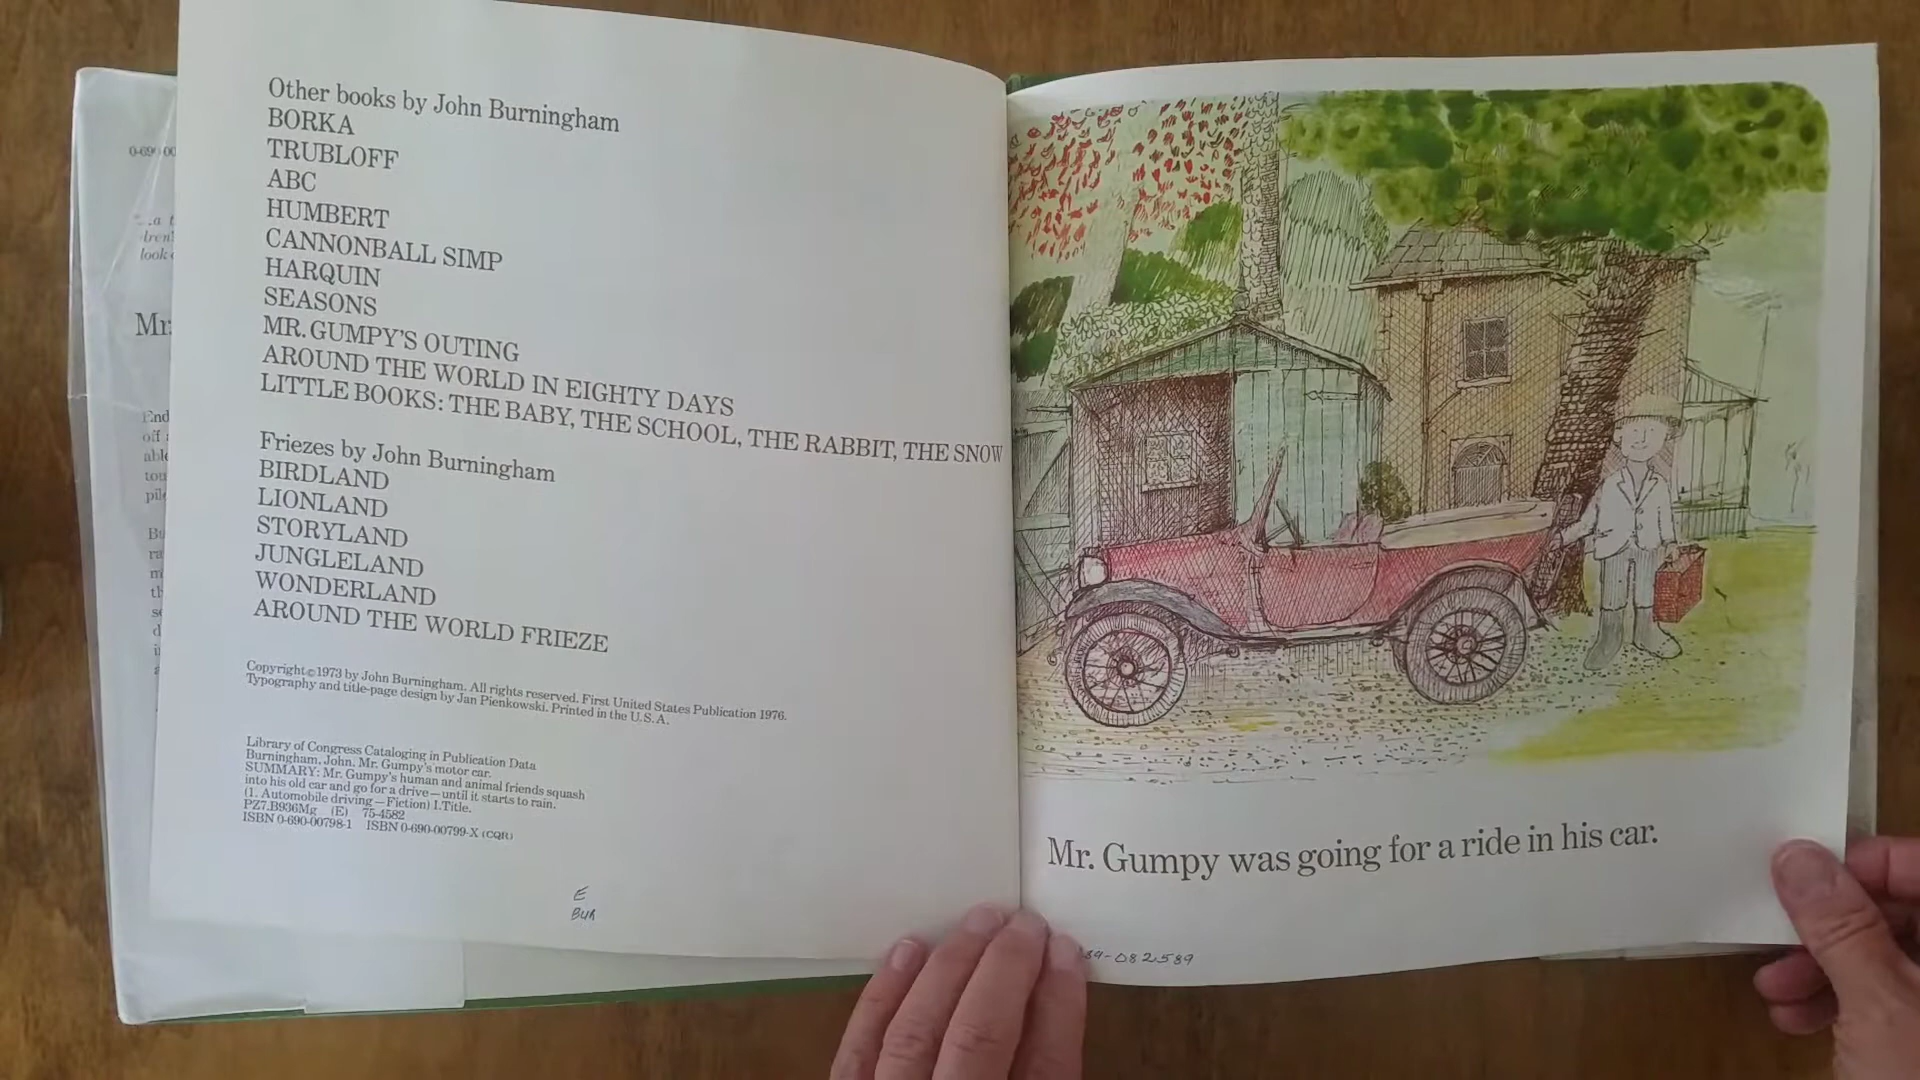 Other books by John Burningham
BORKA
TRUBLOFF
ABC
HUMBERT
CANNONBALL SIMP
HARQUIN
SEASONS
MR. GUMPY'S OUTING
AROUND THE WORLD IN EIGHTY DAYS
LITTLE BOOKS: THE BABY, THE SCHOOL, THE RABBIT, THE SNOW
Friezes by John Burningham
BIRDLAND
LIONLAND
STORYLAND
JUNGLELAND
WONDERLAND
AROUND THE WORLD FRIEZE
Copyright © 1973 by John Burningham. All rights reserved. First United States Publication 1976.
Typography and title-page design by Jan Pienkowski. Printed in the U.S.A.
Library of Congress Cataloging in Publication Data
Burningham, John. Mr. Gumpy's motor car.
SUMMARY: Mr. Gumpy's human and animal friends squash
into his old car and go for a drive—until it starts to rain.
(1. Automobile driving—Fiction) I.Title.
PZ7.B936Mg (E) 75-4582
ISBN 0-690-00798-1 ISBN 0-690-00799-X (CQR)
E
BUR
Mr. Gumpy was going for a ride in his car.
89-082589
Mr.
look